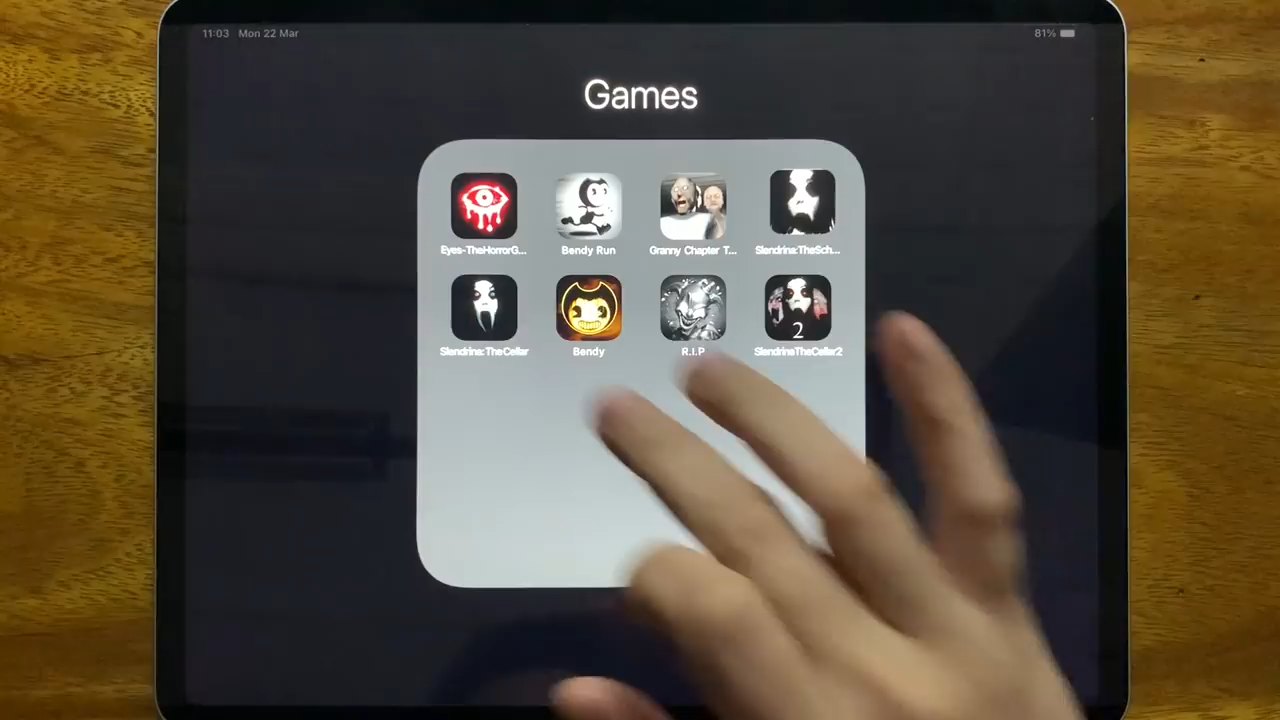 11:03 Mon 22 Mar
81%
Games
Eyes-TheHorrorG...
Bendy Run
Granny Chapter T...
Slendrina:TheSch...
Slendrina:TheCellar
Bendy
R.I.P
SlendrinaTheCellar2
2